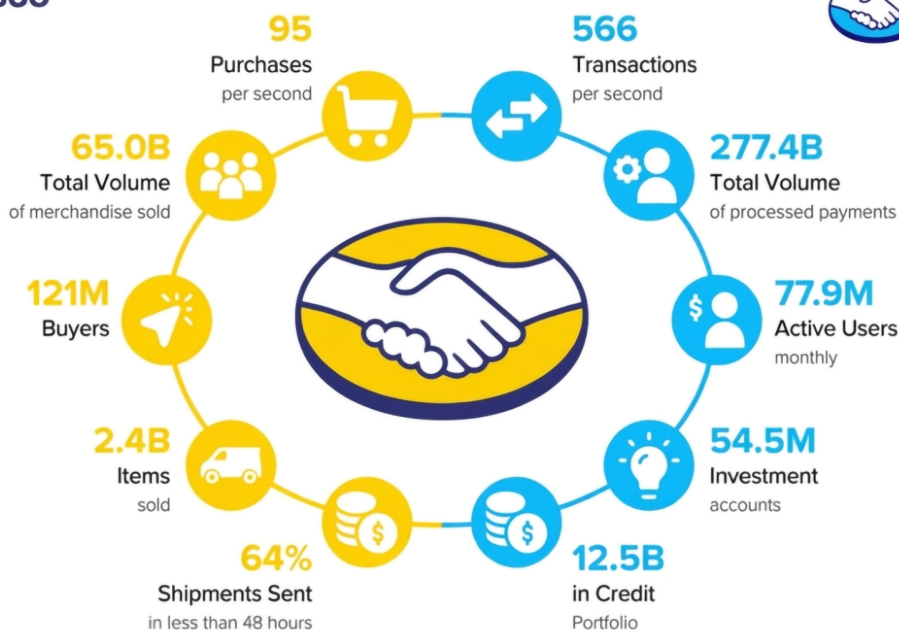 95
Purchases
per second
65.0B
Total Volume
of merchandise sold
121M
Buyers
2.4B
Items
sold
64%
Shipments Sent
in less than 48 hours
566
Transactions
per second
277.4B
Total Volume
of processed payments
77.9M
Active Users
monthly
54.5M
Investment
accounts
12.5B
in Credit
Portfolio
$
$
$